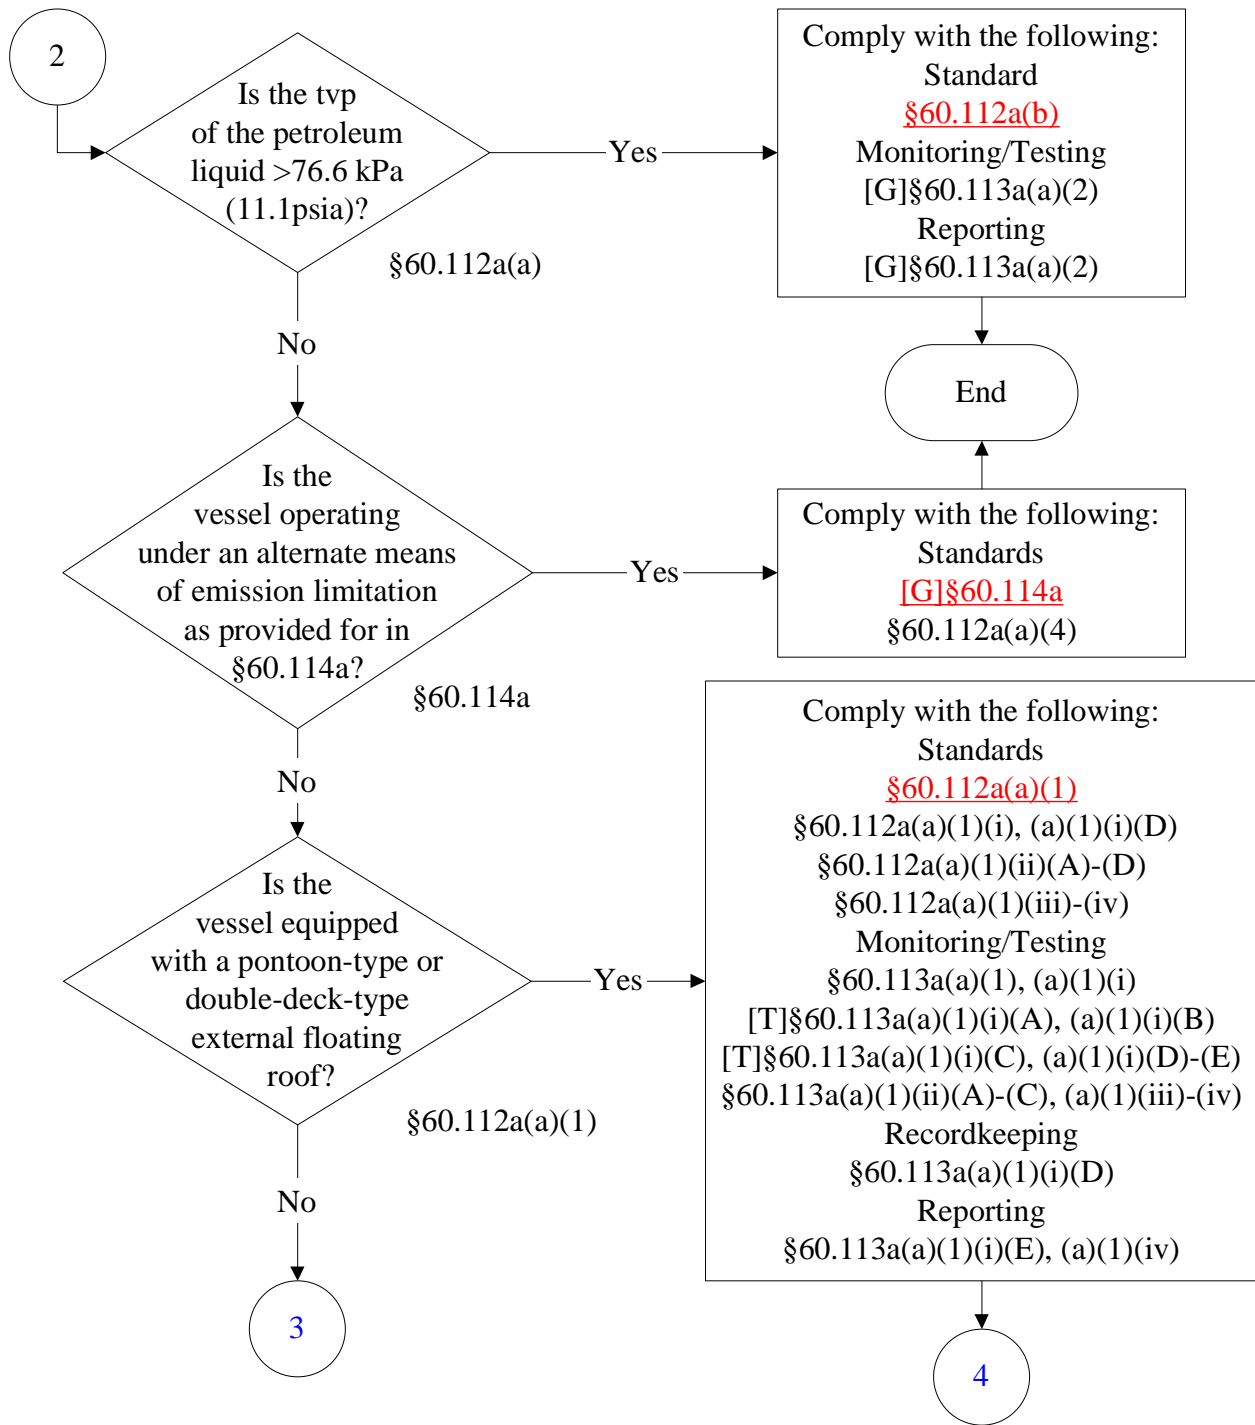 2
Is the tvp
of the petroleum
liquid >76.6 kPa
(11.1psia)?
§60.112a(a)
Yes
Comply with the following:
Standard
§60.112a(b)
Monitoring/Testing
[G]§60.113a(a)(2)
Reporting
[G]§60.113a(a)(2)
End
No
Is the
vessel operating
under an alternate means
of emission limitation
as provided for in
§60.114a?
§60.114a
Yes
Comply with the following:
Standards
[G]§60.114a
§60.112a(a)(4)
No
Is the
vessel equipped
with a pontoon-type or
double-deck-type
external floating
roof?
§60.112a(a)(1)
Yes
Comply with the following:
Standards
§60.112a(a)(1)
§60.112a(a)(1)(i), (a)(1)(i)(D)
§60.112a(a)(1)(ii)(A)-(D)
§60.112a(a)(1)(iii)-(iv)
Monitoring/Testing
§60.113a(a)(1), (a)(1)(i)
[T]§60.113a(a)(1)(i)(A), (a)(1)(i)(B)
[T]§60.113a(a)(1)(i)(C), (a)(1)(i)(D)-(E)
§60.113a(a)(1)(ii)(A)-(C), (a)(1)(iii)-(iv)
Recordkeeping
§60.113a(a)(1)(i)(D)
Reporting
§60.113a(a)(1)(i)(E), (a)(1)(iv)
No
3
4